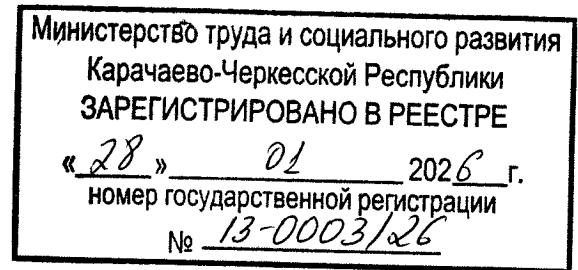 Министерство труда и социального развития
Карачаево-Черкесской Республики
ЗАРЕГИСТРИРОВАНО В РЕЕСТРЕ
«28» 01 2026 г.
номер государственной регистрации
№ 13-0003/26